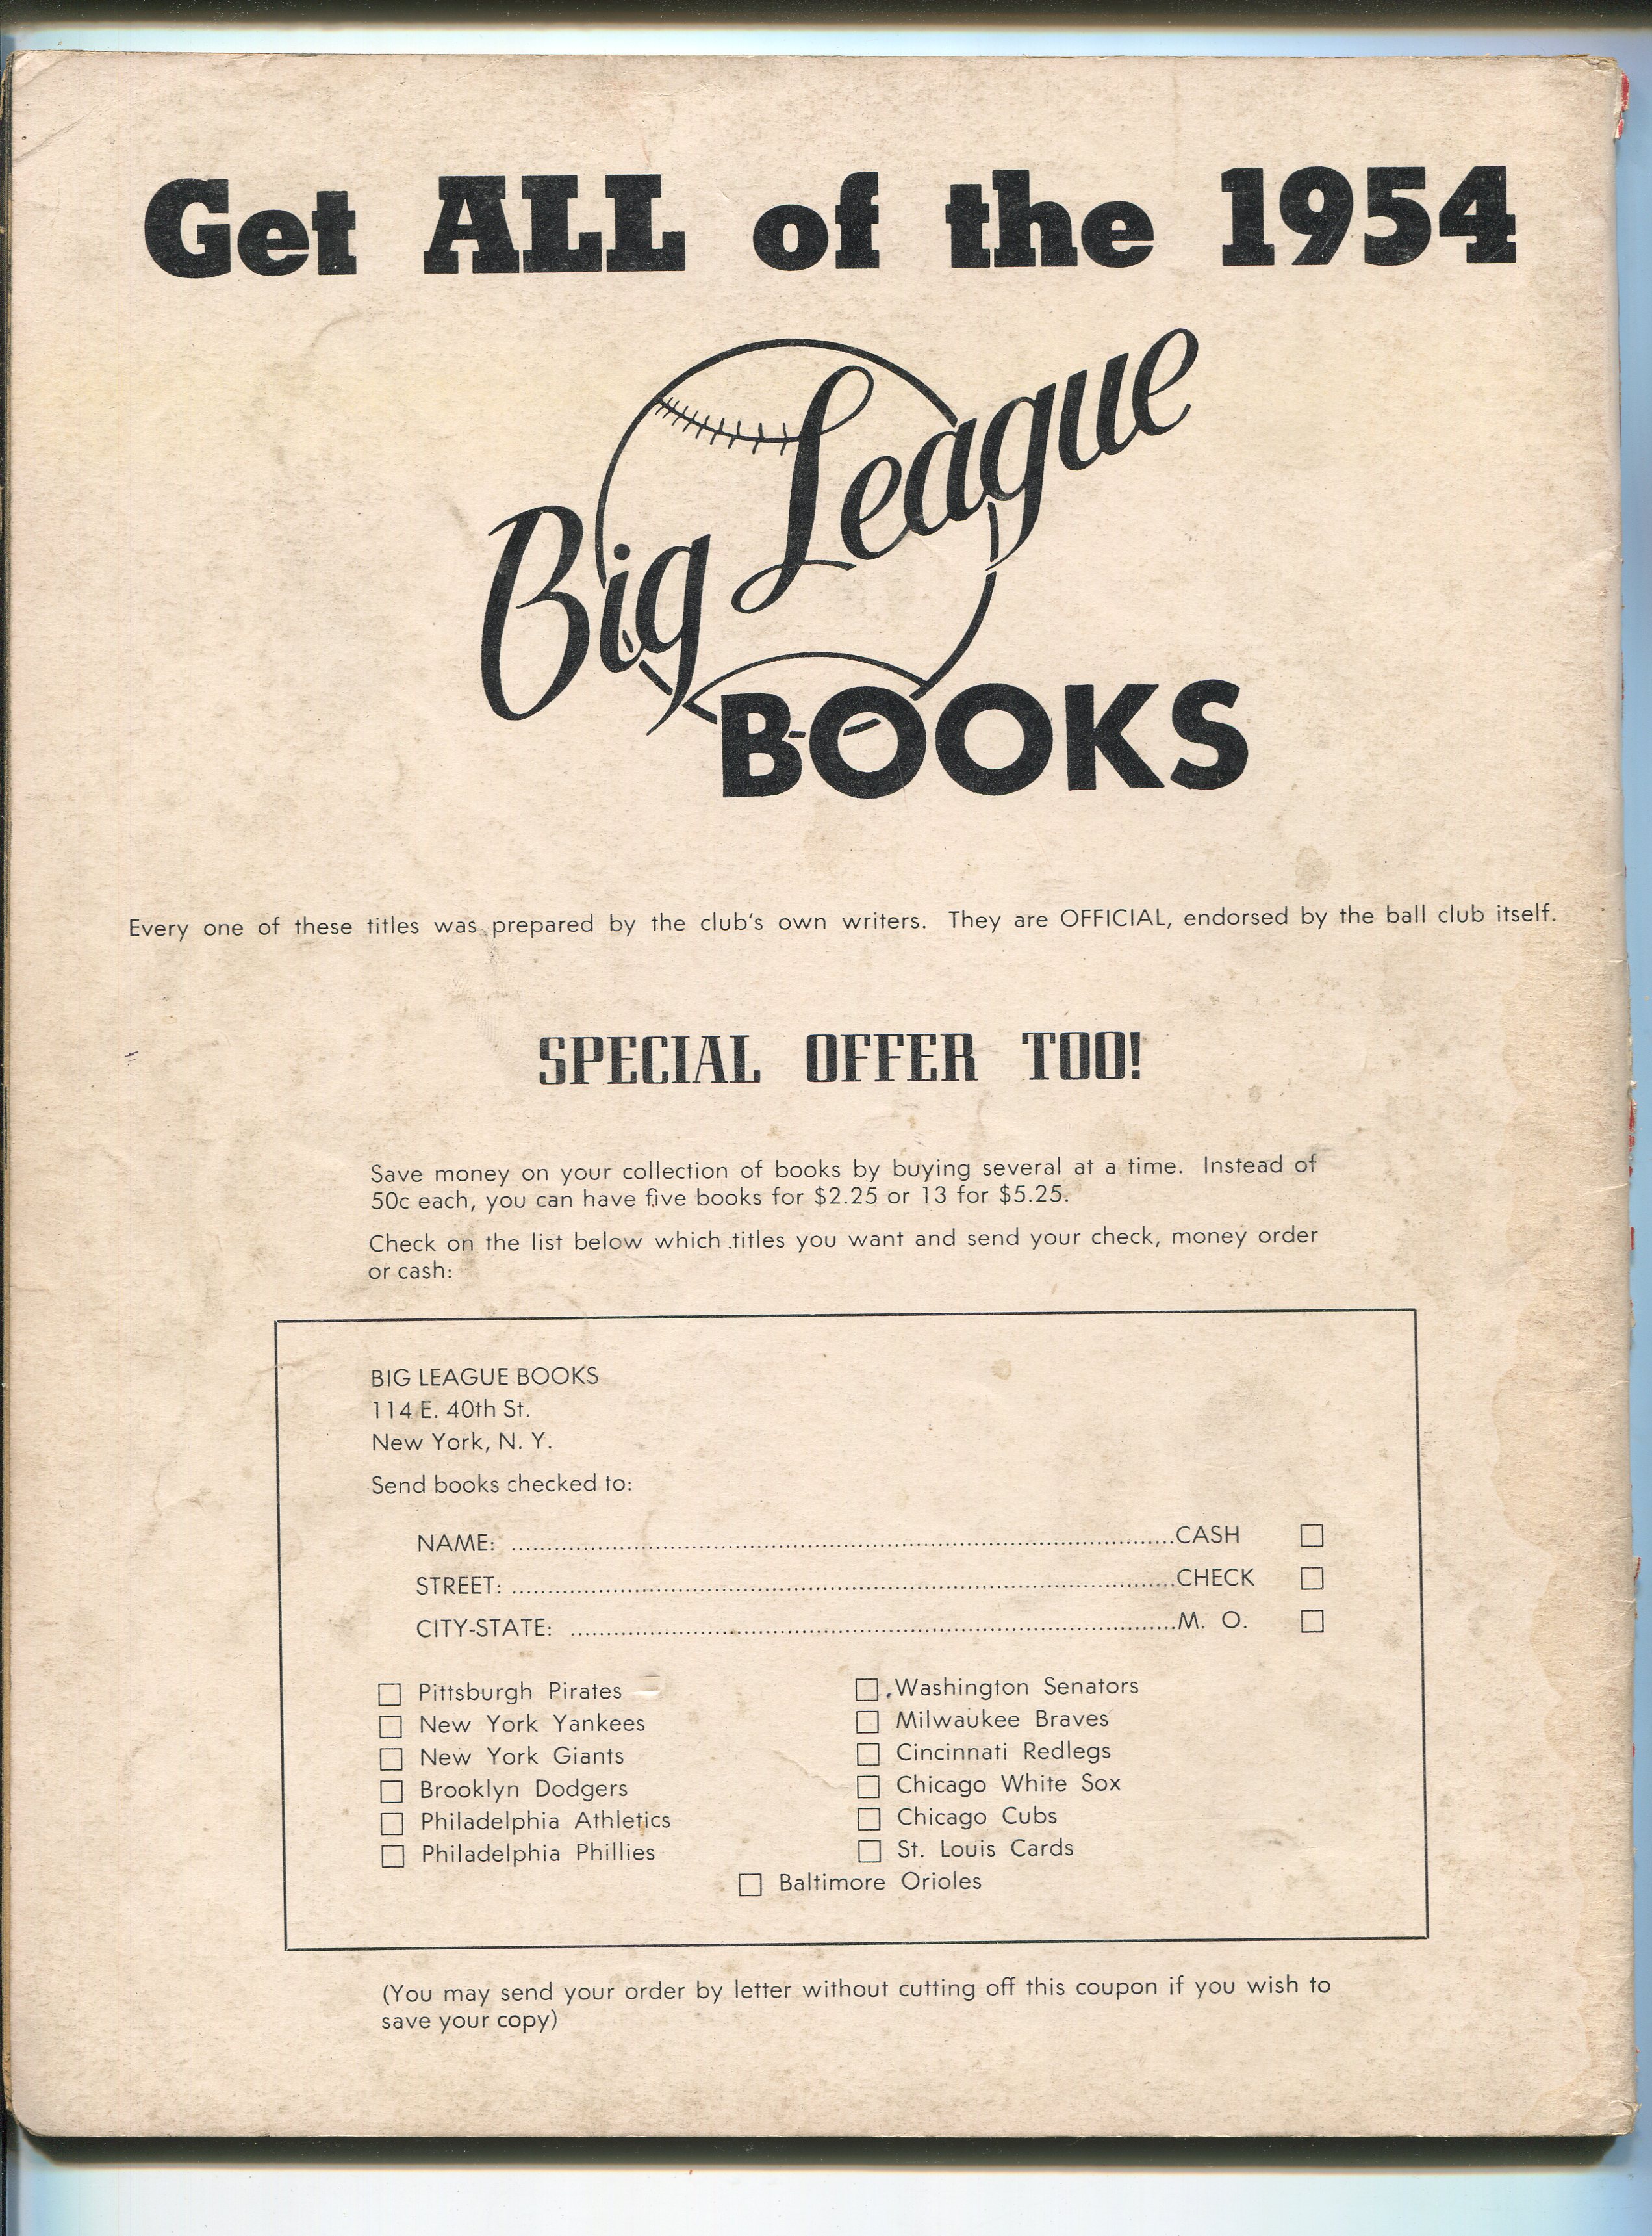 Get ALL of the 1954
Big League
BOOKS
Every one of these titles was prepared by the club's own writers. They are OFFICIAL, endorsed by the ball club itself.
SPECIAL OFFER TOO!
Save money on your collection of books by buying several at a time. Instead of
50c each, you can have five books for $2.25 or 13 for $5.25.
Check on the list below which titles you want and send your check, money order
or cash:
BIG LEAGUE BOOKS
114 E. 40th St.
New York, N. Y.
Send books checked to:
NAME: ........................................................................................ CASH ☐
STREET: ........................................................................................ CHECK ☐
CITY-STATE: ................................................................................ M. O. ☐
☐ Pittsburgh Pirates
☐ New York Yankees
☐ New York Giants
☐ Brooklyn Dodgers
☐ Philadelphia Athletics
☐ Philadelphia Phillies
☐ Washington Senators
☐ Milwaukee Braves
☐ Cincinnati Redlegs
☐ Chicago White Sox
☐ Chicago Cubs
☐ St. Louis Cards
☐ Baltimore Orioles
(You may send your order by letter without cutting off this coupon if you wish to
save your copy)